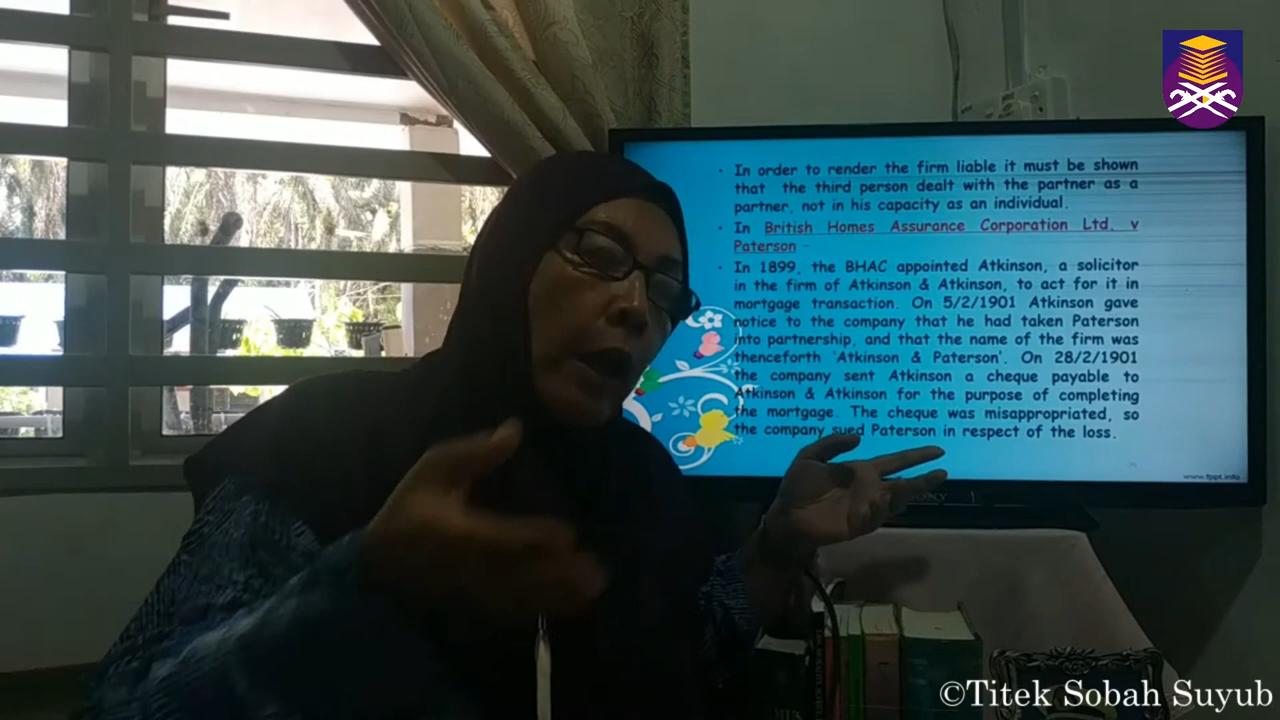 • In order to render the firm liable it must be shown
that the third person dealt with the partner as a
partner, not in his capacity as an individual.
• In British Homes Assurance Corporation Ltd. v
Paterson –
• In 1899, the BHAC appointed Atkinson, a solicitor
in the firm of Atkinson & Atkinson, to act for it in
mortgage transaction. On 5/2/1901 Atkinson gave
notice to the company that he had taken Paterson
into partnership, and that the name of the firm was
thenceforth 'Atkinson & Paterson'. On 28/2/1901
the company sent Atkinson a cheque payable to
Atkinson & Atkinson for the purpose of completing
the mortgage. The cheque was misappropriated, so
the company sued Paterson in respect of the loss.
www.fppt.info
SONY
©Titek Sobah Suyub